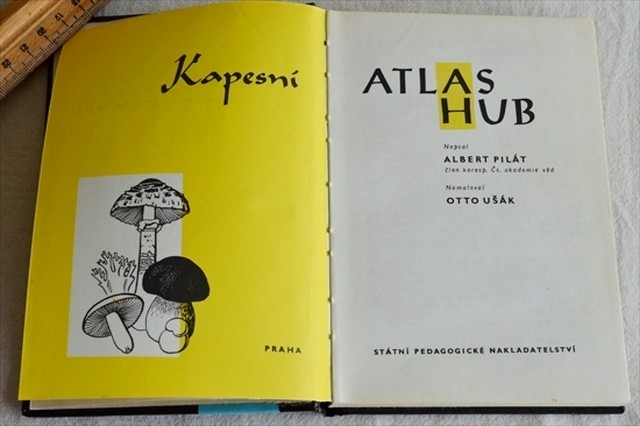 Kapesní
PRAHA
ATLAS
HUB
Napsal
ALBERT PILÁT
člen koresp. Čs. akademie věd
Namaloval
OTTO UŠÁK
STÁTNÍ PEDAGOGICKÉ NAKLADATELSTVÍ